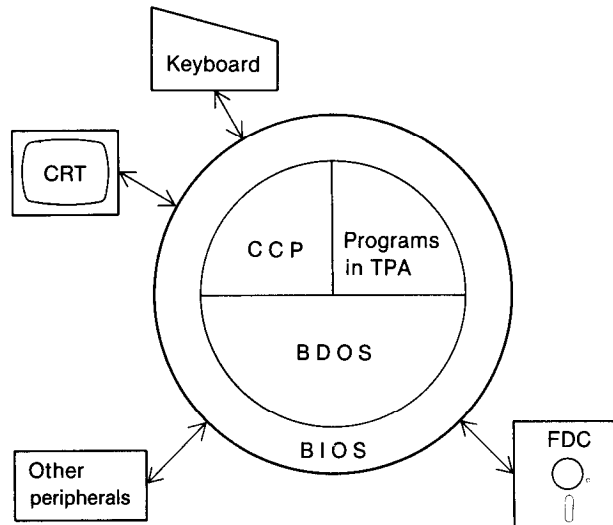 Keyboard
CRT
CCP
Programs
in TPA
BDOS
BIOS
FDC
Other
peripherals